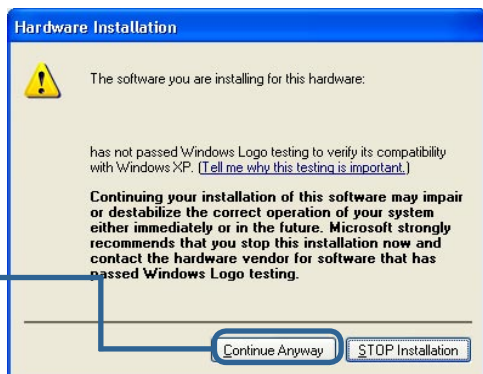 Hardware Installation
The software you are installing for this hardware:
has not passed Windows Logo testing to verify its compatibility
with Windows XP. (Tell me why this testing is important.)
Continuing your installation of this software may impair
or destabilize the correct operation of your system
either immediately or in the future. Microsoft strongly
recommends that you stop this installation now and
contact the hardware vendor for software that has
passed Windows Logo testing.
Continue Anyway STOP Installation